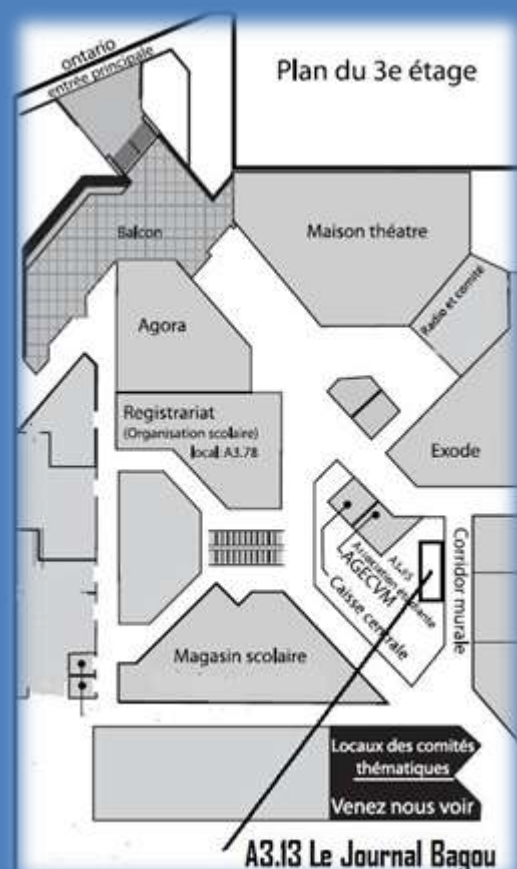 ontario
entrée principale
Plan du 3e étage
Balcon
Maison théatre
Radio et comité
Agora
Registrariat
(Organisation scolaire)
local: A3.78
Exode
Association étudiante
LAGECVM
Caisse centrale
Corridor murale
Magasin scolaire
Locaux des comités
thématiques
Venez nous voir
A3.13 Le Journal Bagou